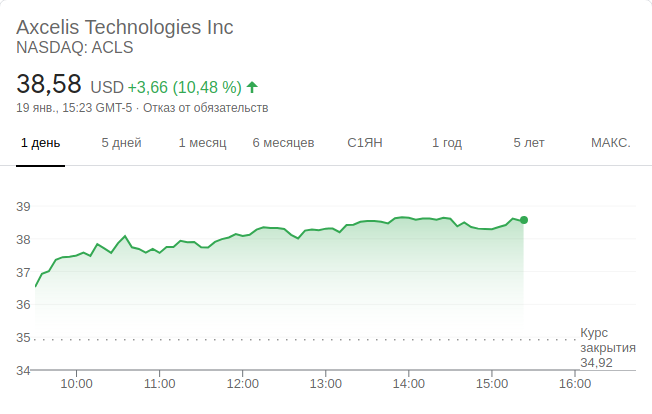 Axcelis Technologies Inc
NASDAQ: ACLS
38,58 USD +3,66 (10,48 %)
19 янв., 15:23 GMT-5 · Отказ от обязательств
1 день 5 дней 1 месяц 6 месяцев С1ЯН 1 год 5 лет МАКС.
39
38
37
36
35
34
Курс
закрытия
34,92
10:00 11:00 12:00 13:00 14:00 15:00 16:00